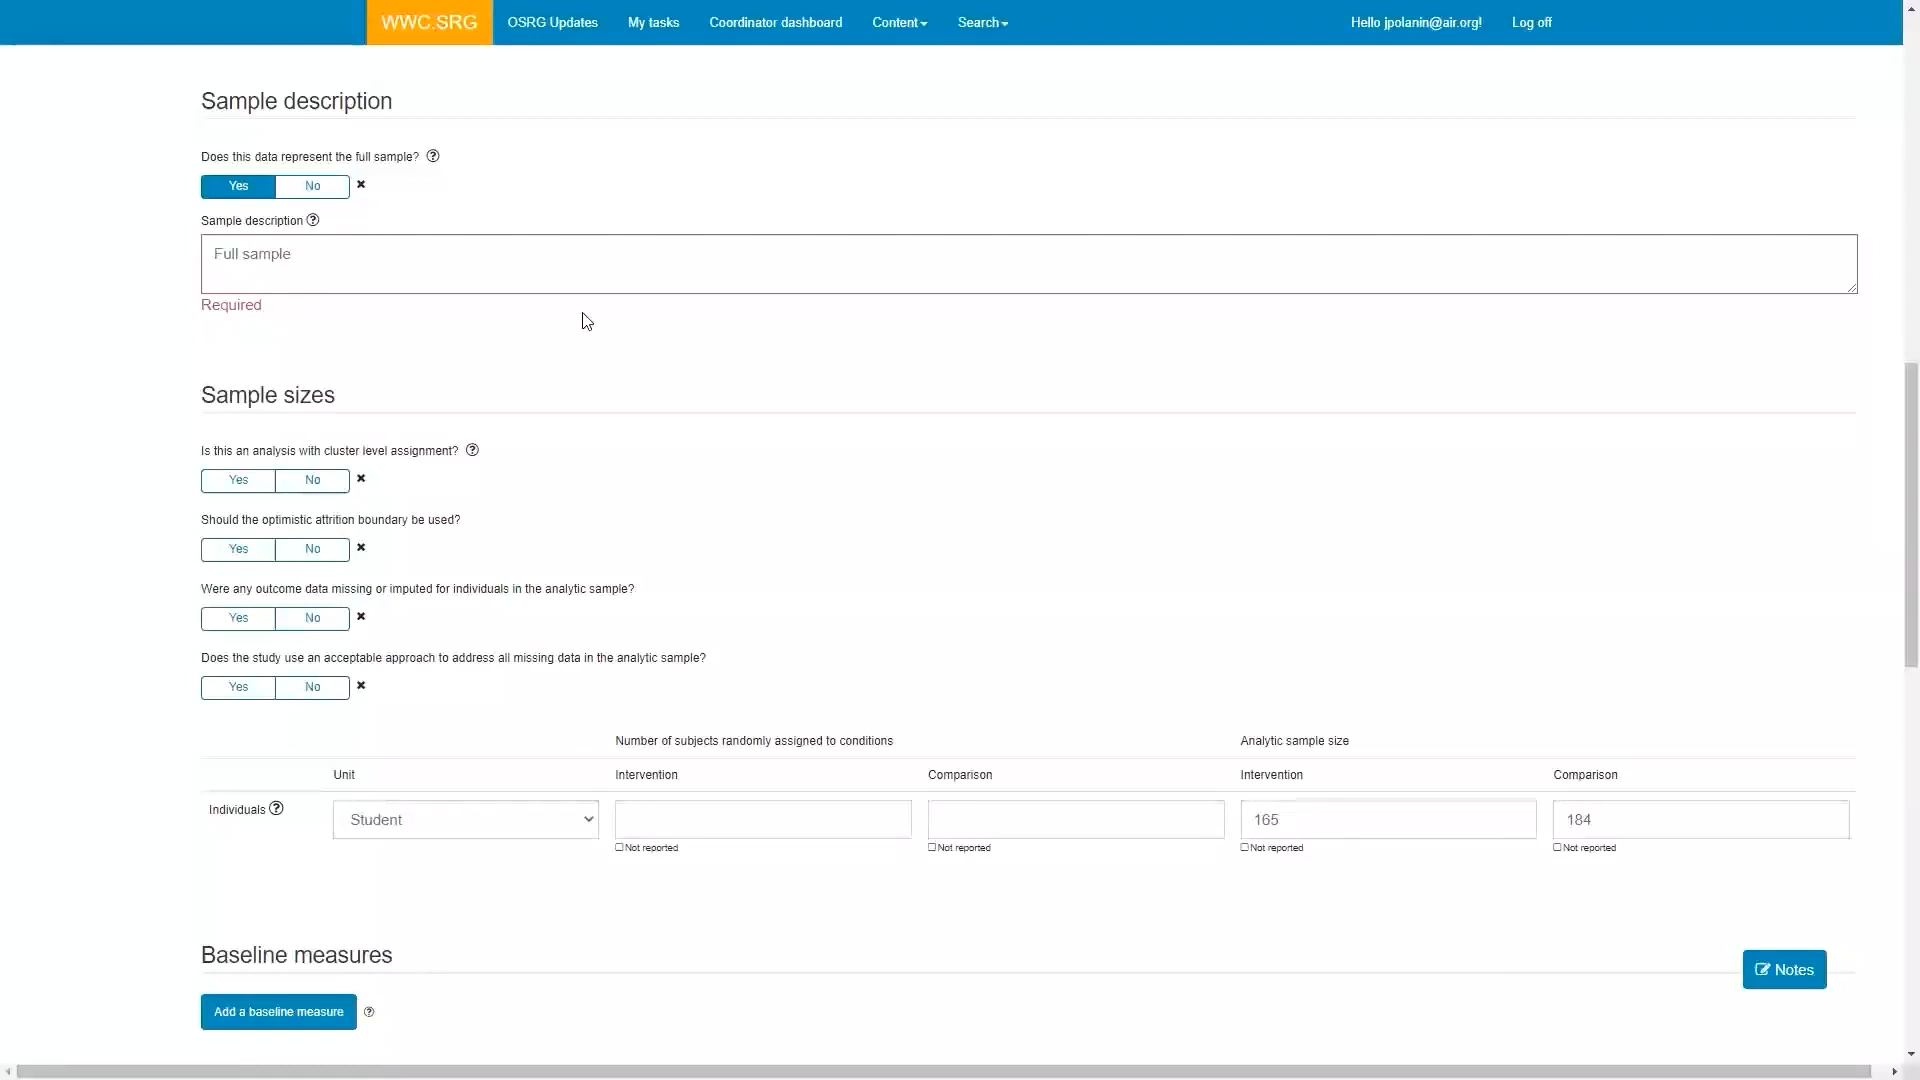 WWC.SRG OSRG Updates My tasks Coordinator dashboard Content Search Hello jpolanin@air.org! Log off
Sample description
Does this data represent the full sample?
Yes No
Sample description
Full sample
Required
Sample sizes
Is this an analysis with cluster level assignment?
Yes No
Should the optimistic attrition boundary be used?
Yes No
Were any outcome data missing or imputed for individuals in the analytic sample?
Yes No
Does the study use an acceptable approach to address all missing data in the analytic sample?
Yes No
Number of subjects randomly assigned to conditions Analytic sample size
Unit Intervention Comparison Intervention Comparison
Individuals Student 165 184
Not reported Not reported Not reported Not reported
Baseline measures
Notes
Add a baseline measure